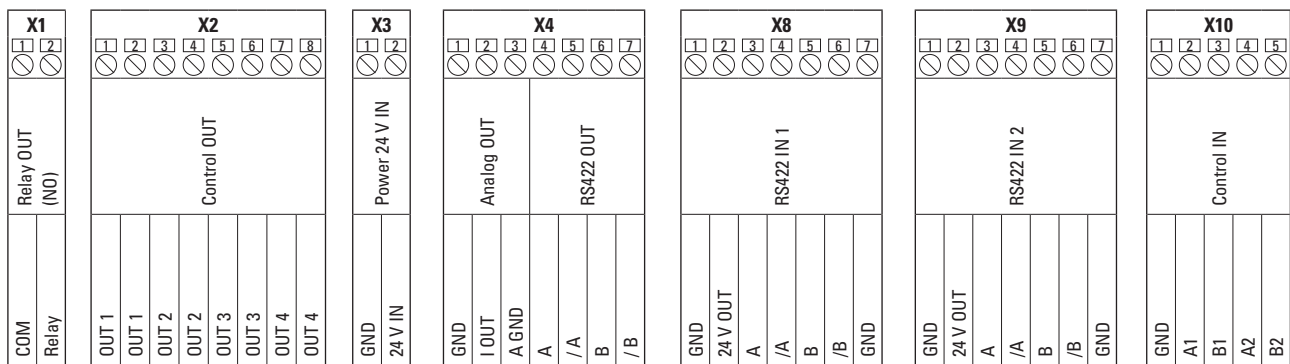 X1
1 2
Relay OUT
(NO)
COM
Relay
X2
1 2 3 4 5 6 7 8
Control OUT
OUT 1
OUT 1
OUT 2
OUT 2
OUT 3
OUT 3
OUT 4
OUT 4
X3
1 2
Power 24 V IN
GND
24 V IN
X4
1 2 3 4 5 6 7
Analog OUT
RS422 OUT
GND
I OUT
A GND
A
/ A
B
/ B
X8
1 2 3 4 5 6 7
RS422 IN 1
GND
24 V OUT
A
/A
B
/B
GND
X9
1 2 3 4 5 6 7
RS422 IN 2
GND
24 V OUT
A
/A
B
/B
GND
X10
1 2 3 4 5
Control IN
GND
A1
B1
A2
B2